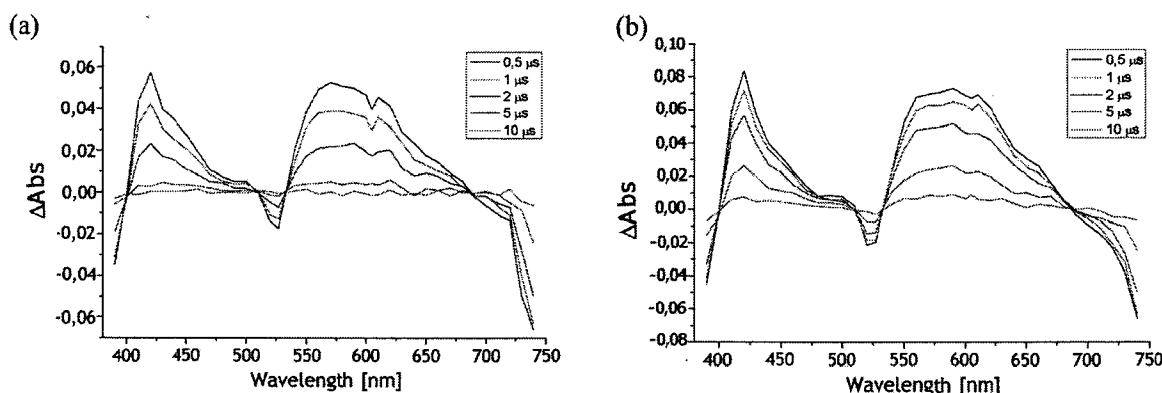 (a)
0,06
0,04
0,02
0,00
-0,02
-0,04
-0,06
ΔAbs
400 450 500 550 600 650 700 750
Wavelength [nm]
0,5 µs
1 µs
2 µs
5 µs
10 µs
(b)
0,10
0,08
0,06
0,04
0,02
0,00
-0,02
-0,04
-0,06
-0,08
ΔAbs
400 450 500 550 600 650 700 750
Wavelength [nm]
0,5 µs
1 µs
2 µs
5 µs
10 µs